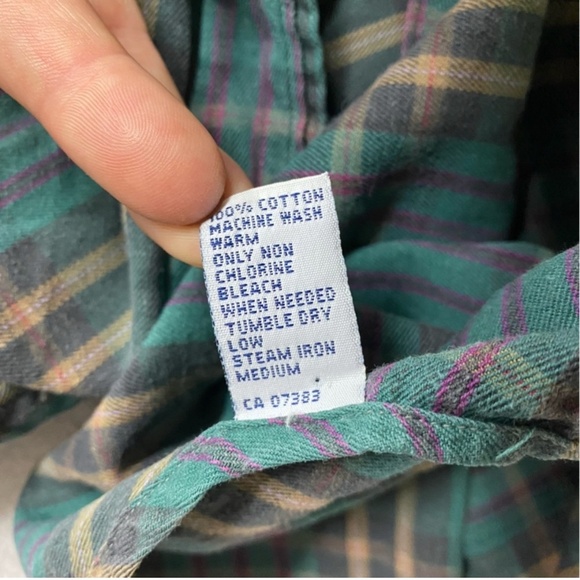 100% COTTON
MACHINE WASH
WARM
ONLY NON
CHLORINE
BLEACH
WHEN NEEDED
TUMBLE DRY
LOW
STEAM IRON
MEDIUM
CA 07383